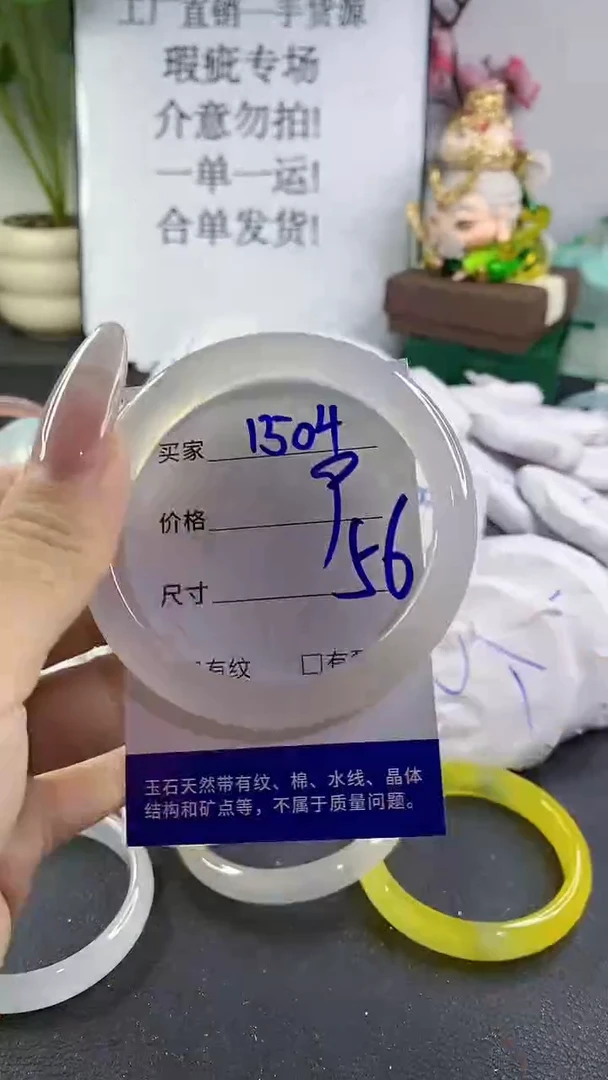 工厂直销一手货源
瑕疵专场
介意勿拍!
一单一运!
合单发货!
买家 1504
价格
尺寸 56
有纹 □有
玉石天然带有纹、棉、水线、晶体
结构和矿点等，不属于质量问题。